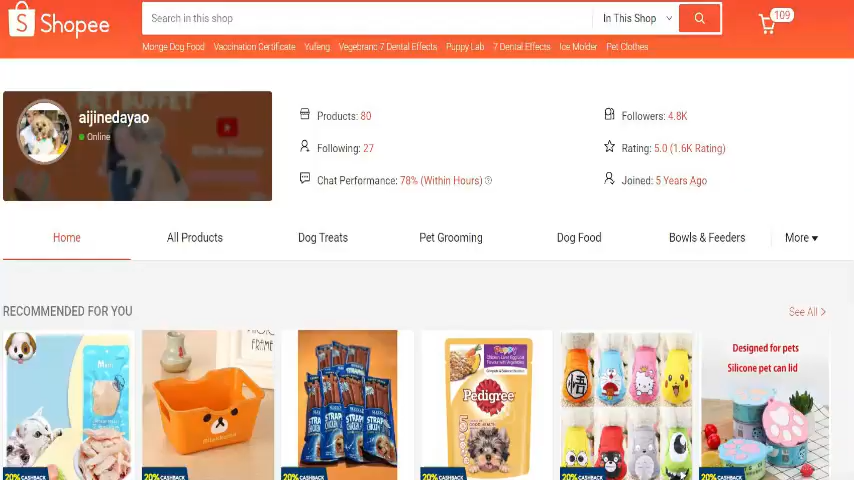 Shopee
Search in this shop
In This Shop
109
Monge Dog Food Vaccination Certificate Yufeng Vegebrand 7 Dental Effects Puppy Lab 7 Dental Effects Ice Molder Pet Clothes
aijinedayao
Online
Products: 80
Followers: 4.8K
Following: 27
Rating: 5.0 (1.6K Rating)
Chat Performance: 78% (Within Hours)
Joined: 5 Years Ago
Home
All Products
Dog Treats
Pet Grooming
Dog Food
Bowls & Feeders
More
RECOMMENDED FOR YOU
See All
FRAME
Puppy
Pedigree
Designed for pets
Silicone pet can lid
20% CASHBACK
20% CASHBACK
20% CASHBACK
20% CASHBACK
20% CASHBACK
20% CASHBACK